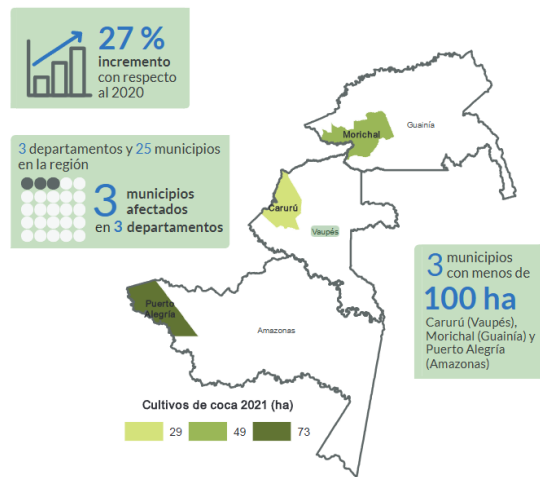 27 %
incremento
con respecto
al 2020
3 departamentos y 25 municipios
en la región
3 municipios
afectados
en 3 departamentos
Morichal
Guainía
Carurú
Vaupés
Puerto
Alegría
Amazonas
3 municipios
con menos de
100 ha
Carurú (Vaupés),
Morichal (Guainía) y
Puerto Alegría
(Amazonas)
Cultivos de coca 2021 (ha)
29 49 73